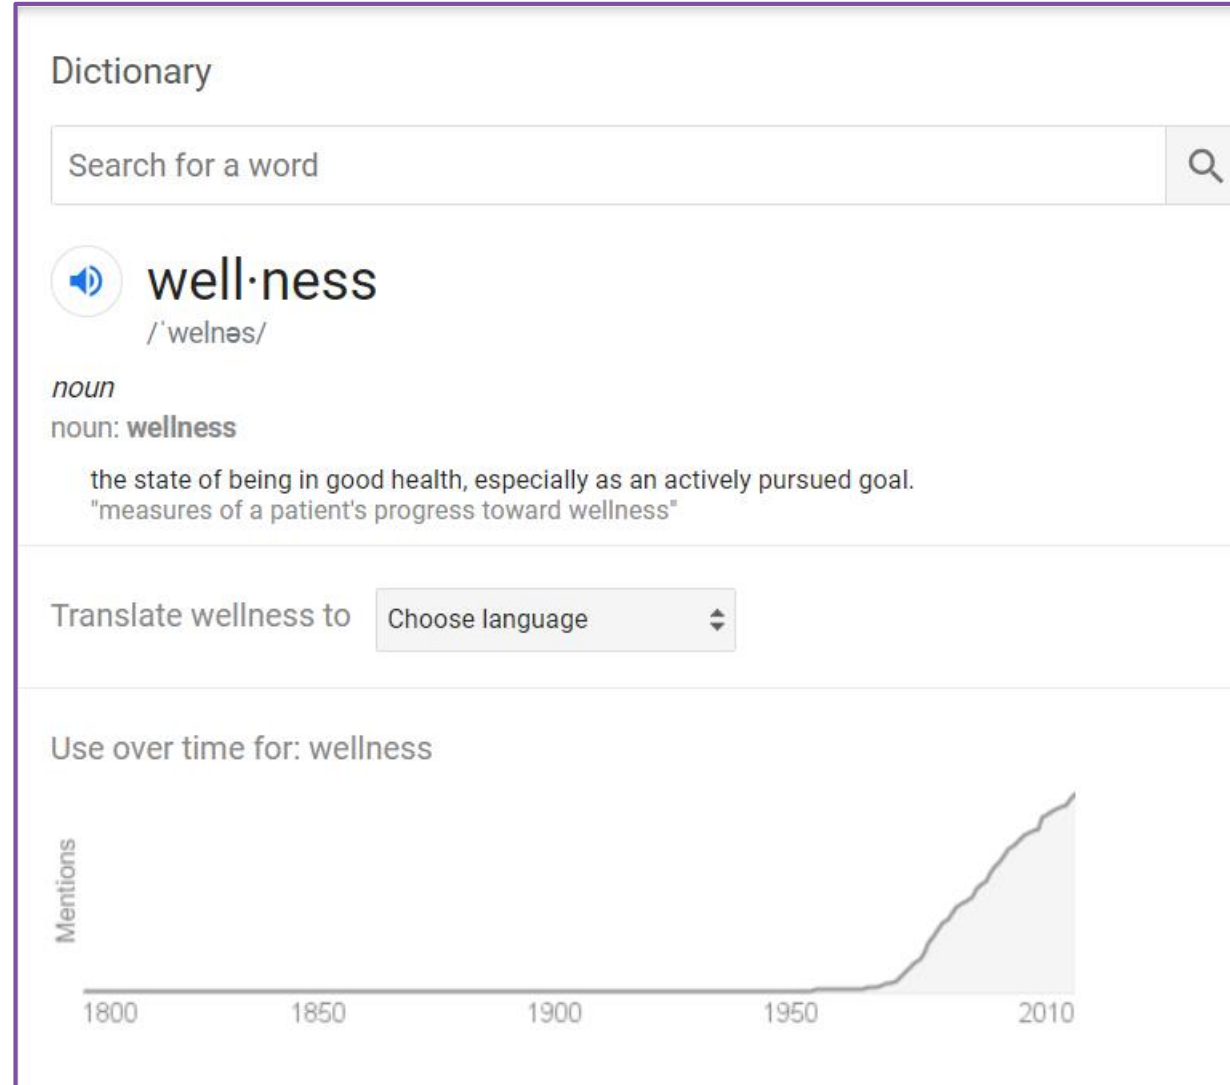 Dictionary
Search for a word
well·ness
/ˈwelnəs/
noun
noun: wellness
the state of being in good health, especially as an actively pursued goal.
"measures of a patient's progress toward wellness"
Translate wellness to Choose language
Use over time for: wellness
Mentions
1800 1850 1900 1950 2010